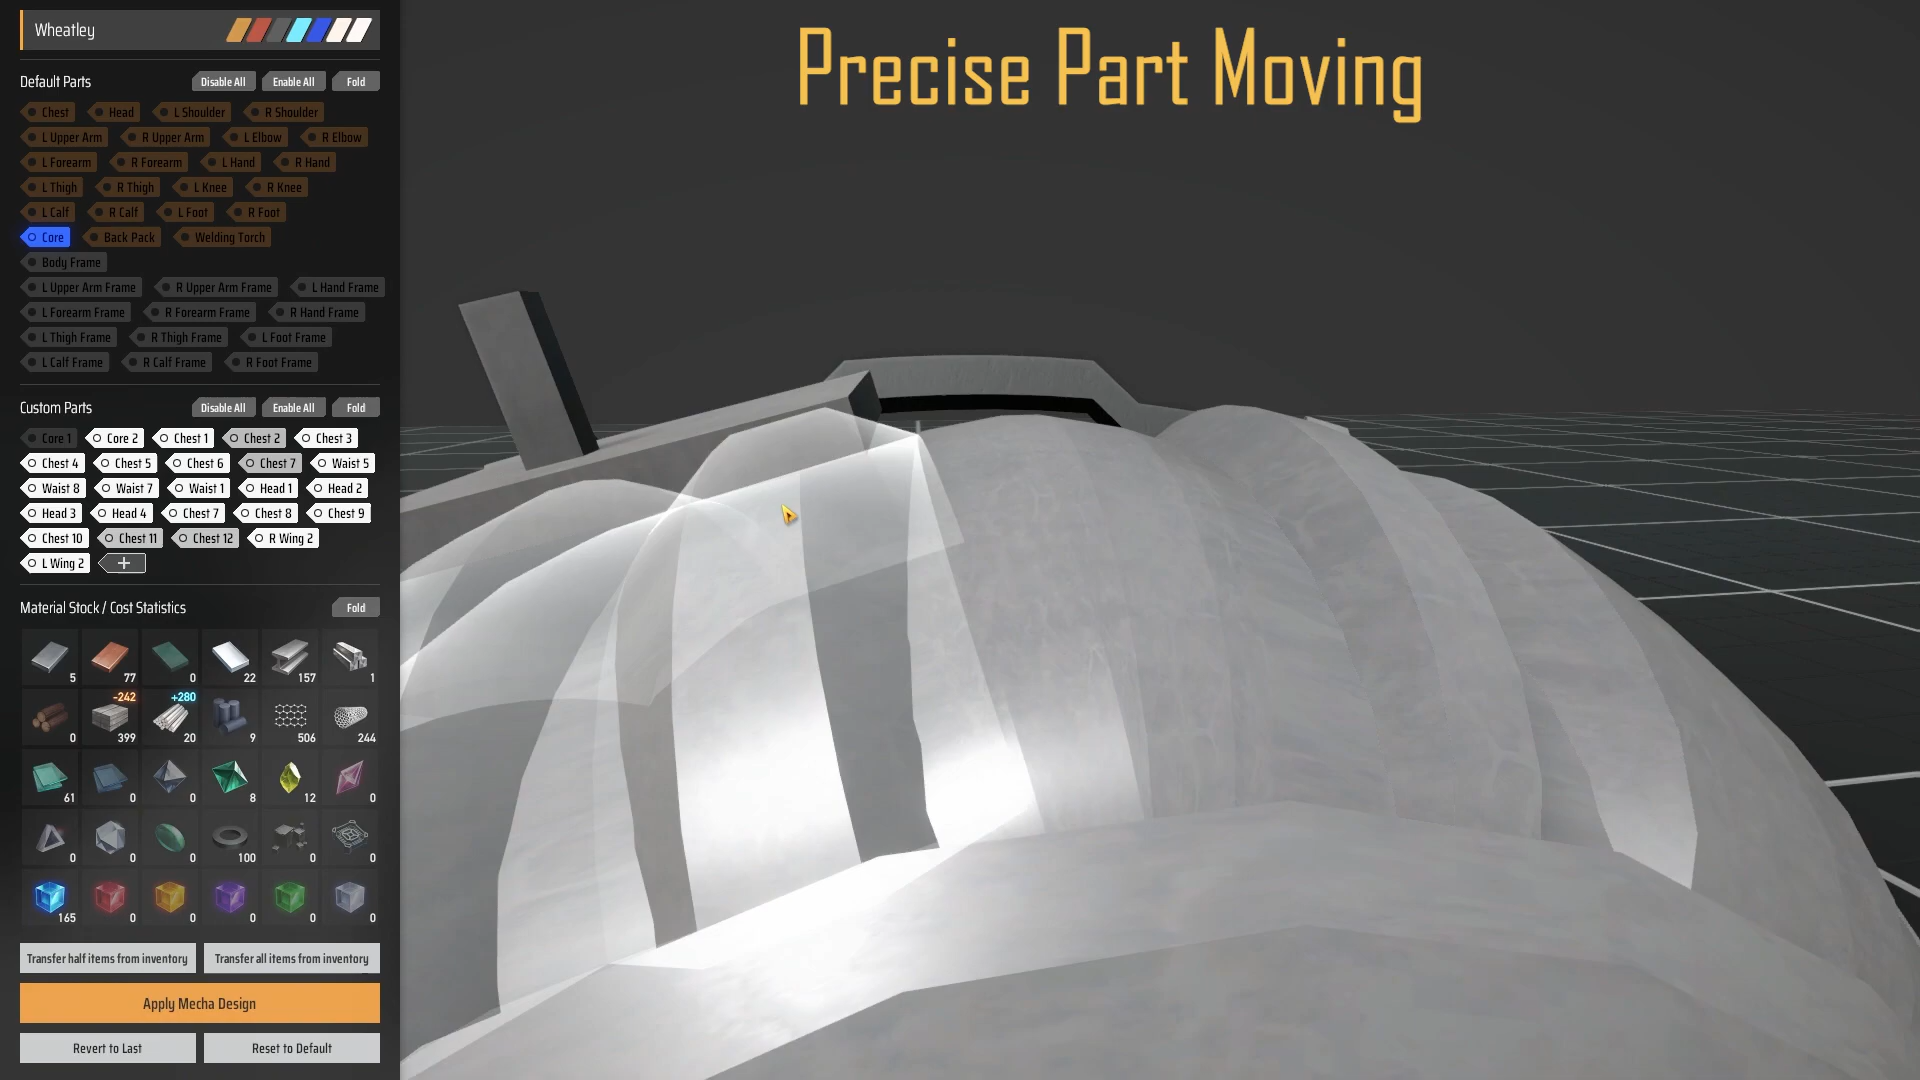 Wheatley
Precise Part Moving
Default Parts Disable All Enable All Fold
Chest Head L Shoulder R Shoulder
L Upper Arm R Upper Arm L Elbow R Elbow
L Forearm R Forearm L Hand R Hand
L Thigh R Thigh L Knee R Knee
L Calf R Calf L Foot R Foot
Core Back Pack Welding Torch
Body Frame
L Upper Arm Frame R Upper Arm Frame L Hand Frame
L Forearm Frame R Forearm Frame R Hand Frame
L Thigh Frame R Thigh Frame L Foot Frame
L Calf Frame R Calf Frame R Foot Frame
Custom Parts Disable All Enable All Fold
Core 1 Core 2 Chest 1 Chest 2 Chest 3
Chest 4 Chest 5 Chest 6 Chest 7 Waist 5
Waist 8 Waist 7 Waist 1 Head 1 Head 2
Head 3 Head 4 Chest 7 Chest 8 Chest 9
Chest 10 Chest 11 Chest 12 R Wing 2
L Wing 2 +
Material Stock / Cost Statistics Fold
5 77 0 22 157 1
-242 +280
0 399 20 9 506 244
61 0 0 8 12 0
0 0 0 100 0 0
165 0 0 0 0 0
Transfer half items from inventory Transfer all items from inventory
Apply Mecha Design
Revert to Last Reset to Default